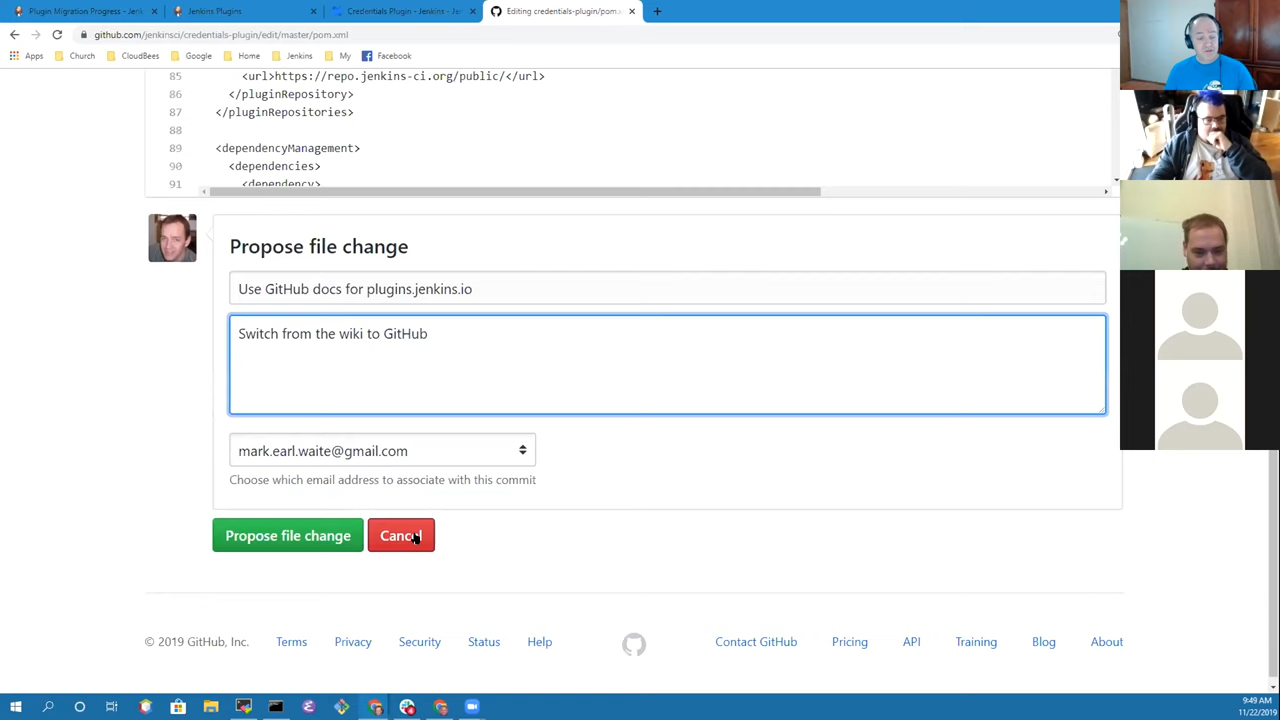 Plugin Migration Progress - Jenk
Jenkins Plugins
Credentials Plugin - Jenkins - Je
Editing credentials-plugin/pom.x
github.com/jenkinsci/credentials-plugin/edit/master/pom.xml
Apps
Church
CloudBees
Google
Home
Jenkins
My
Facebook
85 <url>https://repo.jenkins-ci.org/public/</url>
86 </pluginRepository>
87 </pluginRepositories>
88
89 <dependencyManagement>
90 <dependencies>
91 <dependency>
Propose file change
Use GitHub docs for plugins.jenkins.io
Switch from the wiki to GitHub
mark.earl.waite@gmail.com
Choose which email address to associate with this commit
Propose file change
Cancel
© 2019 GitHub, Inc.
Terms
Privacy
Security
Status
Help
Contact GitHub
Pricing
API
Training
Blog
About
9:49 AM
11/22/2019